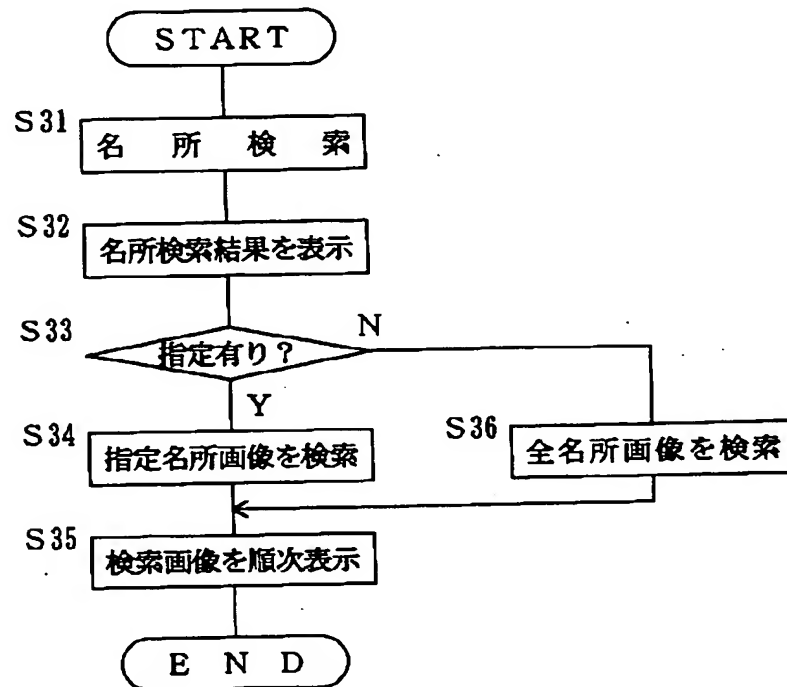 START
S31
名所検索
S32
名所検索結果を表示
S33
指定有り?
N
Y
S34
指定名所画像を検索
S36
全名所画像を検索
S35
検索画像を順次表示
END